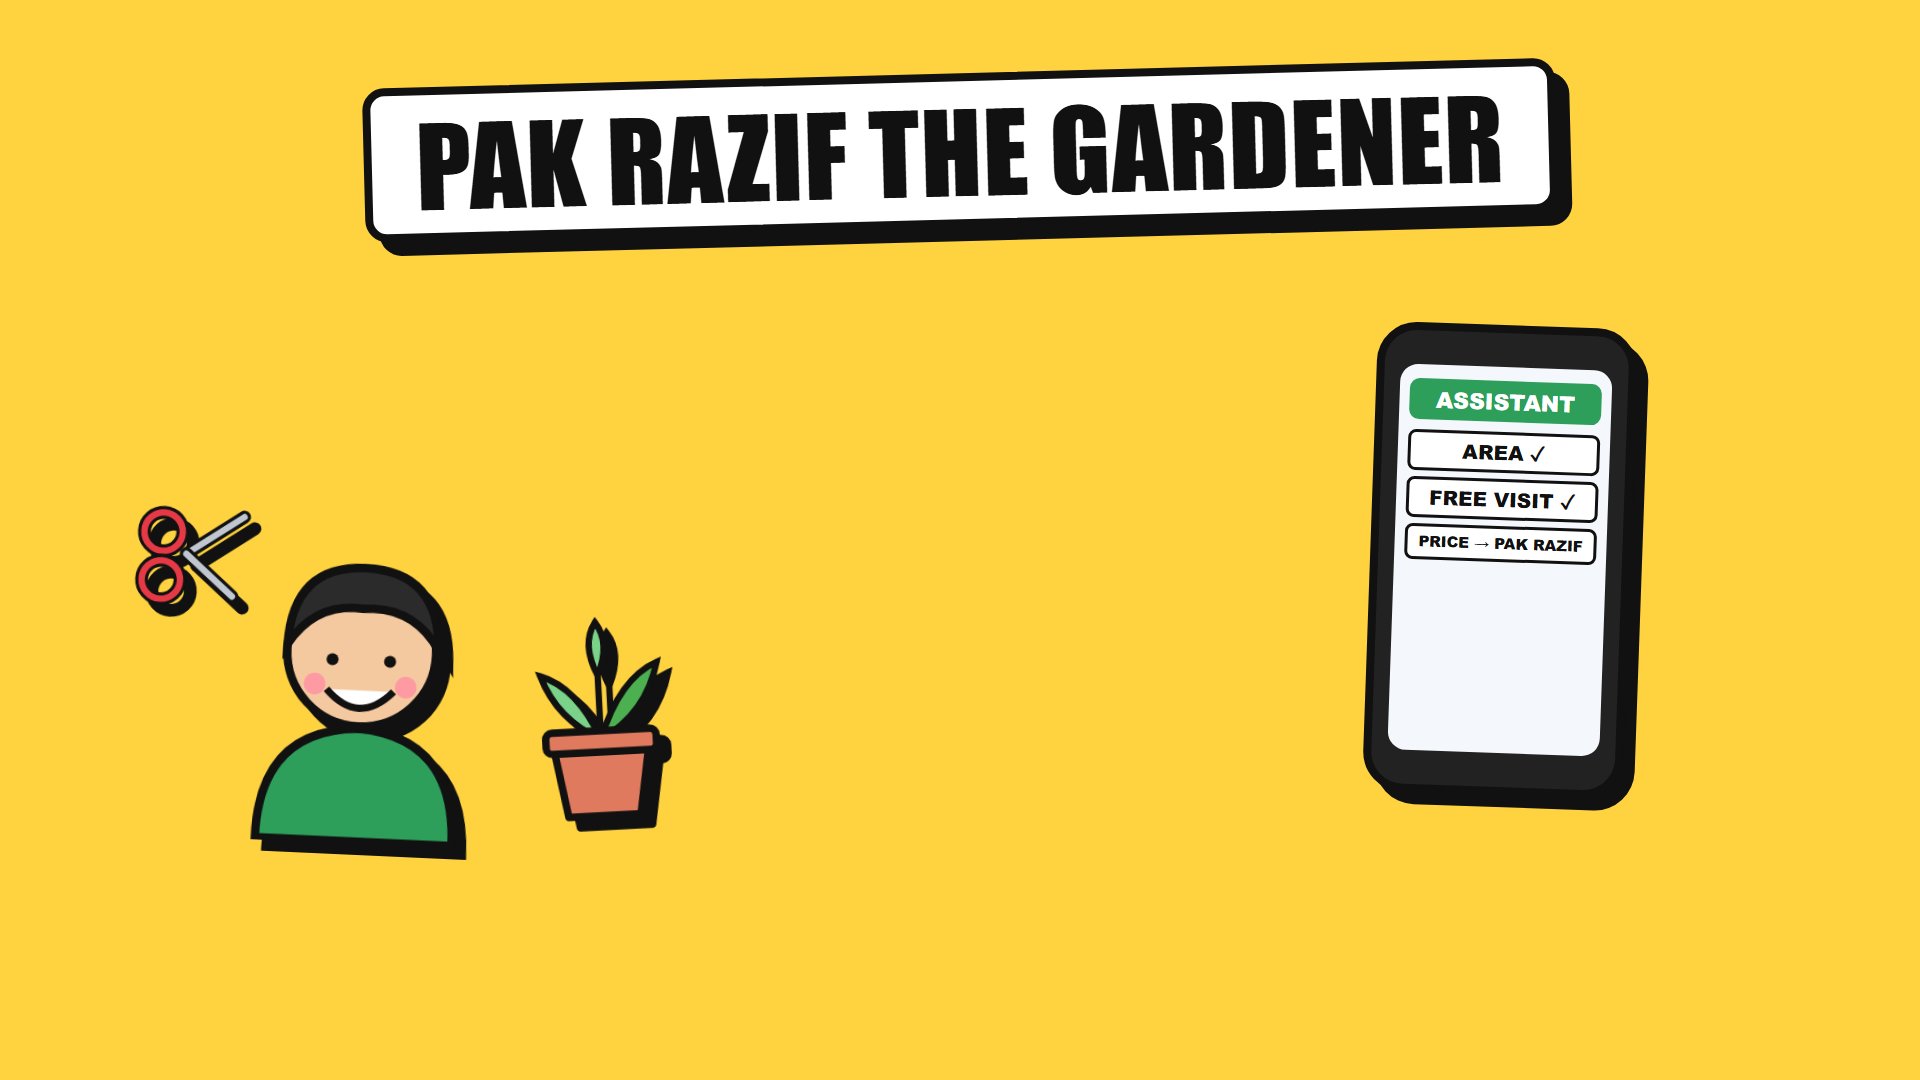 PAK RAZIF THE GARDENER
ASSISTANT
AREA ✓
FREE VISIT ✓
PRICE → PAK RAZIF